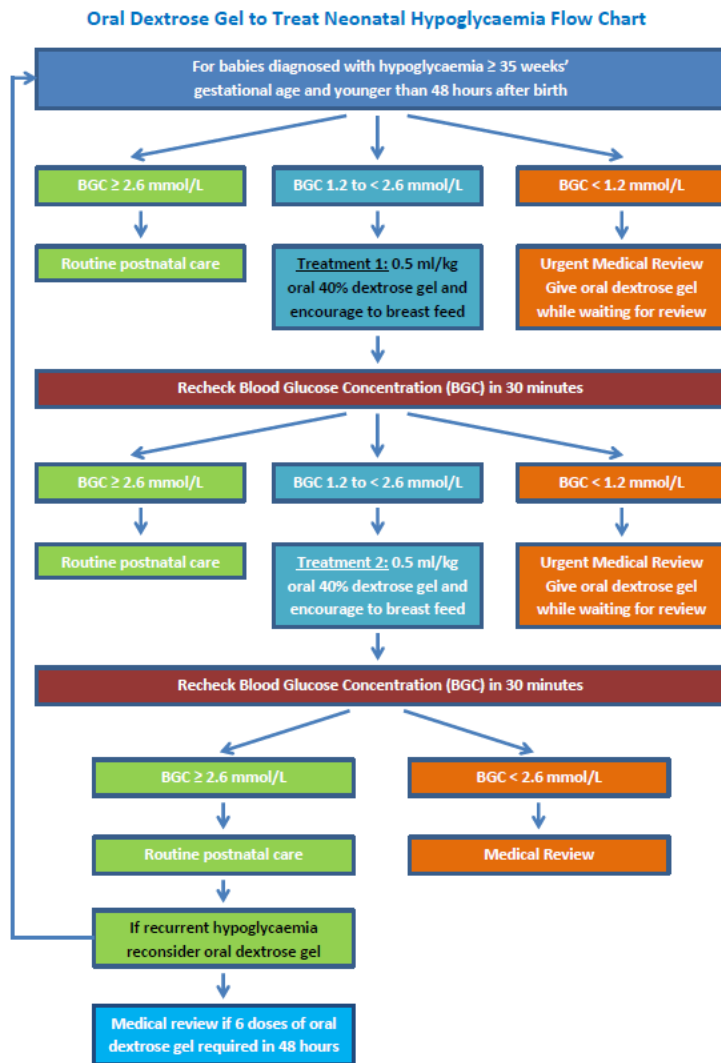 Oral Dextrose Gel to Treat Neonatal Hypoglycaemia Flow Chart
For babies diagnosed with hypoglycaemia ≥ 35 weeks'
gestational age and younger than 48 hours after birth
BGC ≥ 2.6 mmol/L
BGC 1.2 to < 2.6 mmol/L
BGC < 1.2 mmol/L
Routine postnatal care
Treatment 1: 0.5 ml/kg
oral 40% dextrose gel and
encourage to breast feed
Urgent Medical Review
Give oral dextrose gel
while waiting for review
Recheck Blood Glucose Concentration (BGC) in 30 minutes
BGC ≥ 2.6 mmol/L
BGC 1.2 to < 2.6 mmol/L
BGC < 1.2 mmol/L
Routine postnatal care
Treatment 2: 0.5 ml/kg
oral 40% dextrose gel and
encourage to breast feed
Urgent Medical Review
Give oral dextrose gel
while waiting for review
Recheck Blood Glucose Concentration (BGC) in 30 minutes
BGC ≥ 2.6 mmol/L
BGC < 2.6 mmol/L
Routine postnatal care
Medical Review
If recurrent hypoglycaemia
reconsider oral dextrose gel
Medical review if 6 doses of oral
dextrose gel required in 48 hours